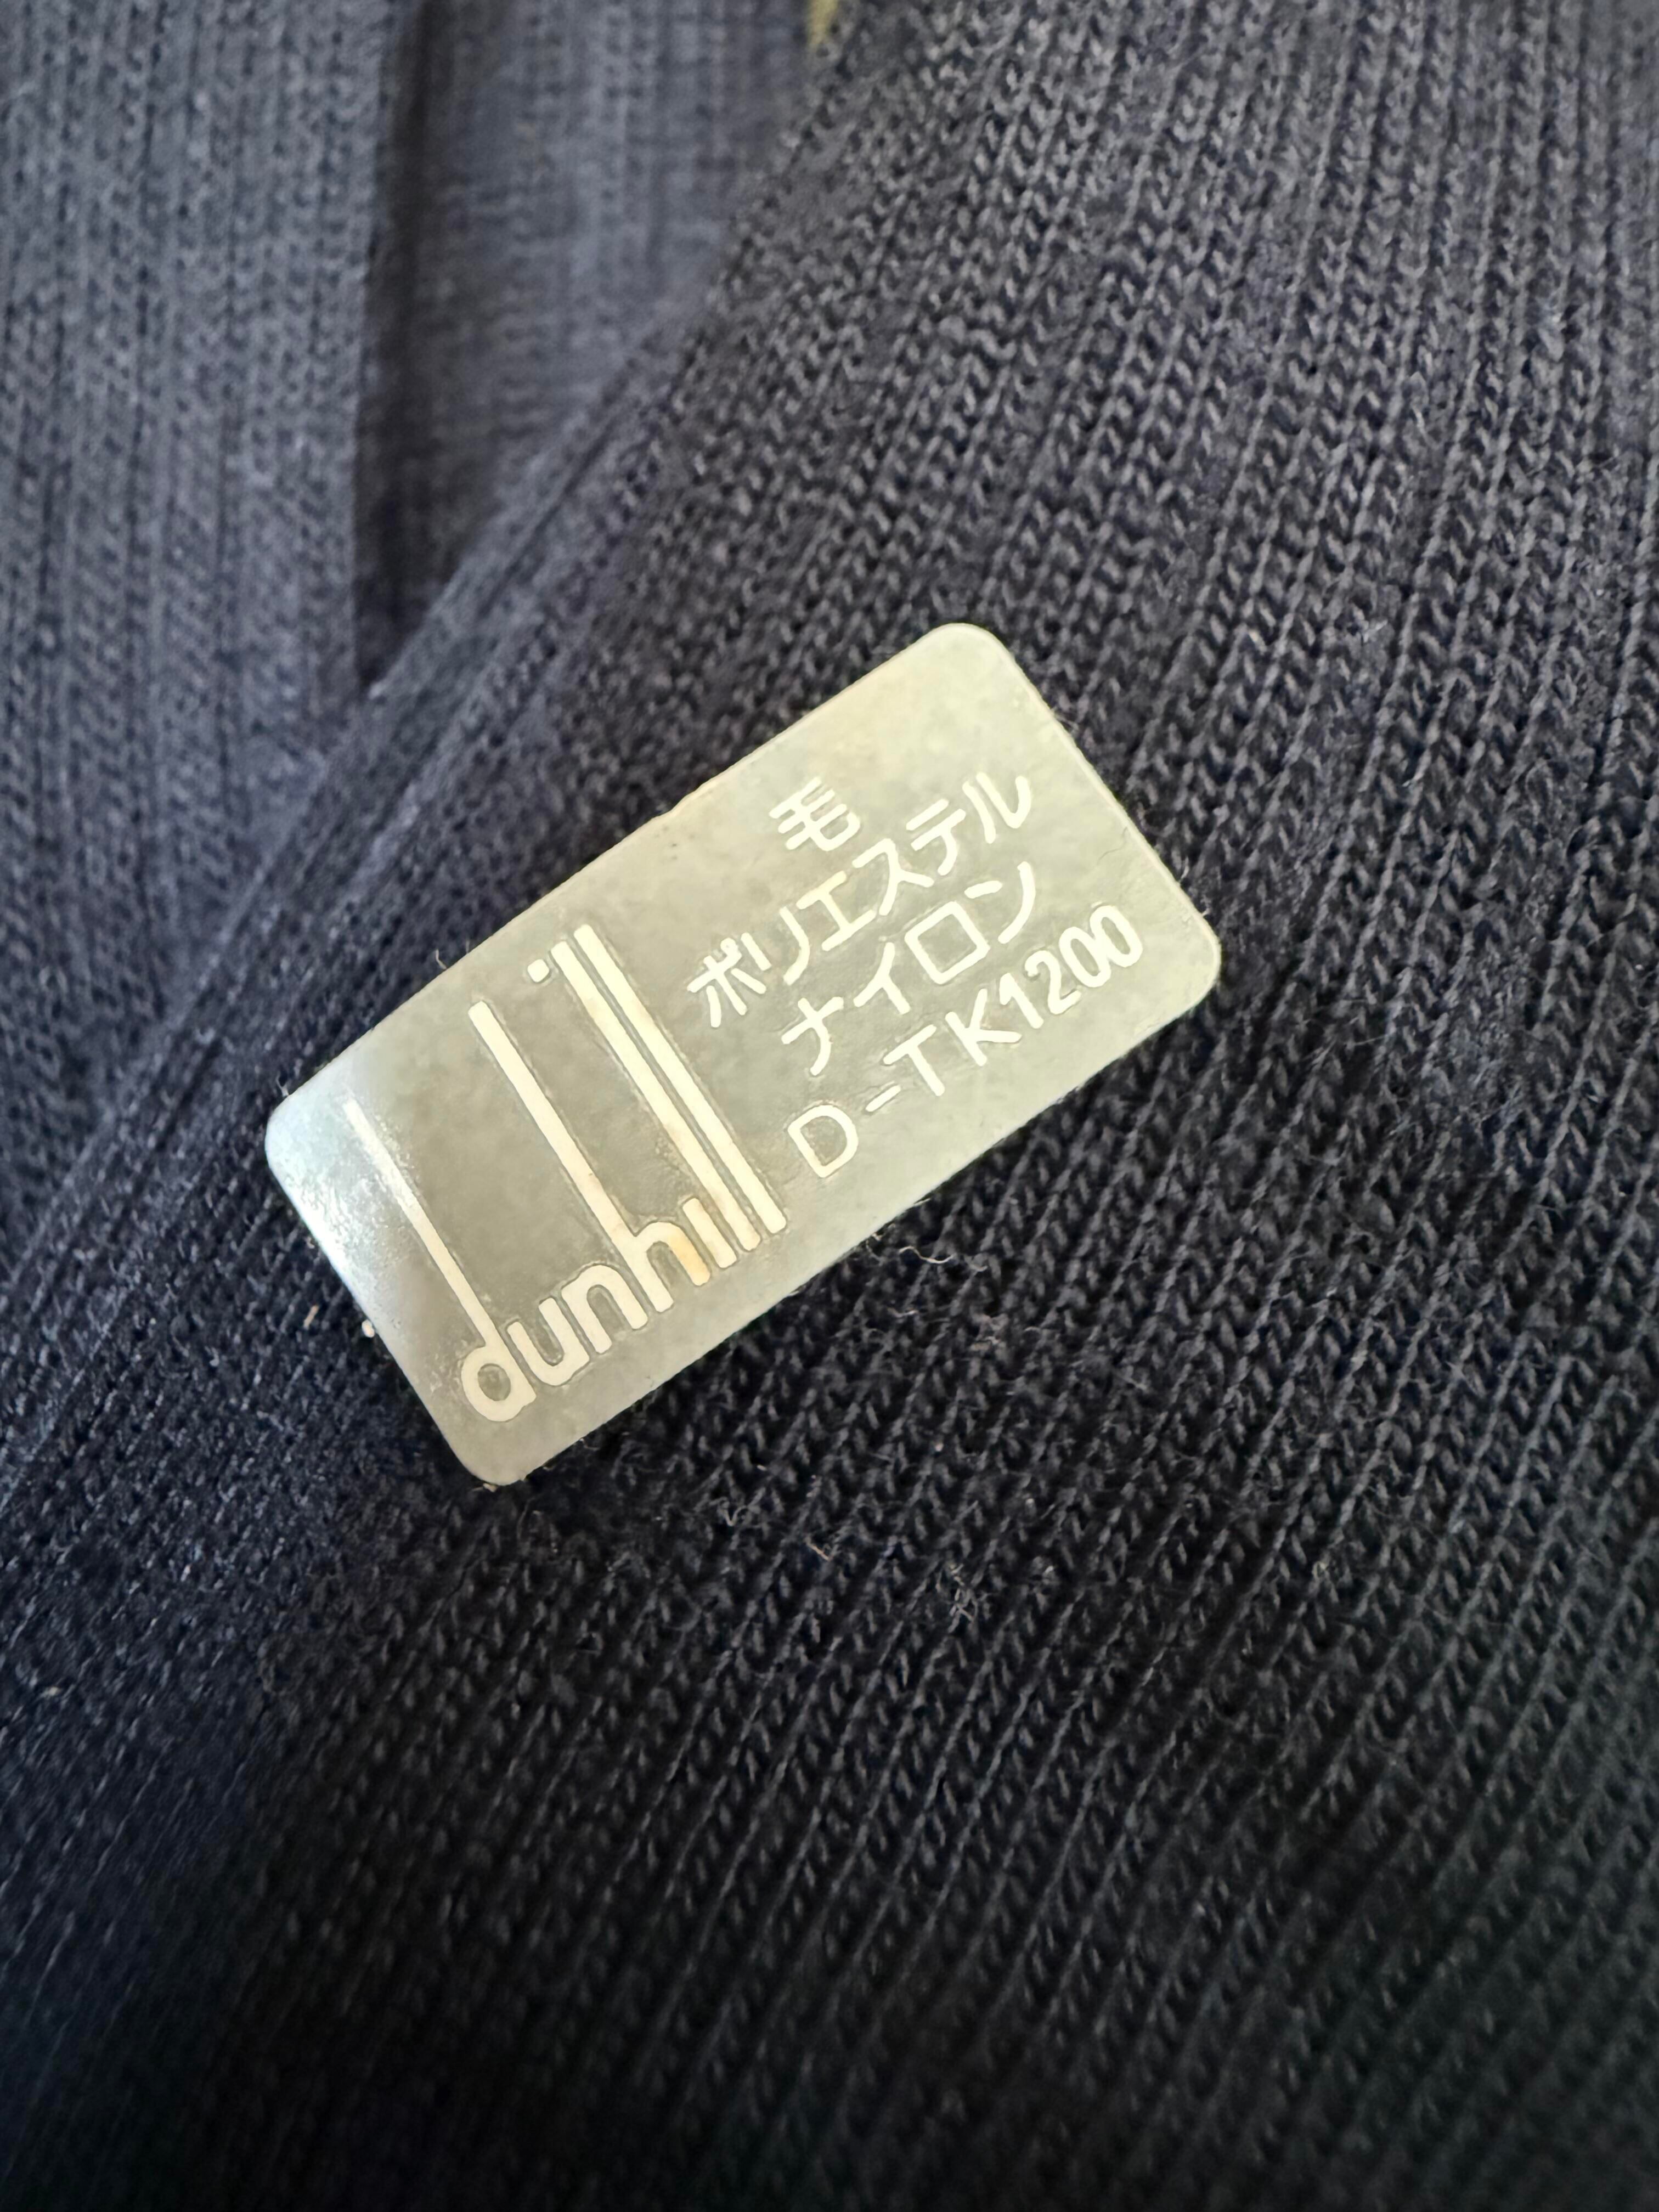 dunhill
毛
ポリエステル
ナイロン
D-TK1200